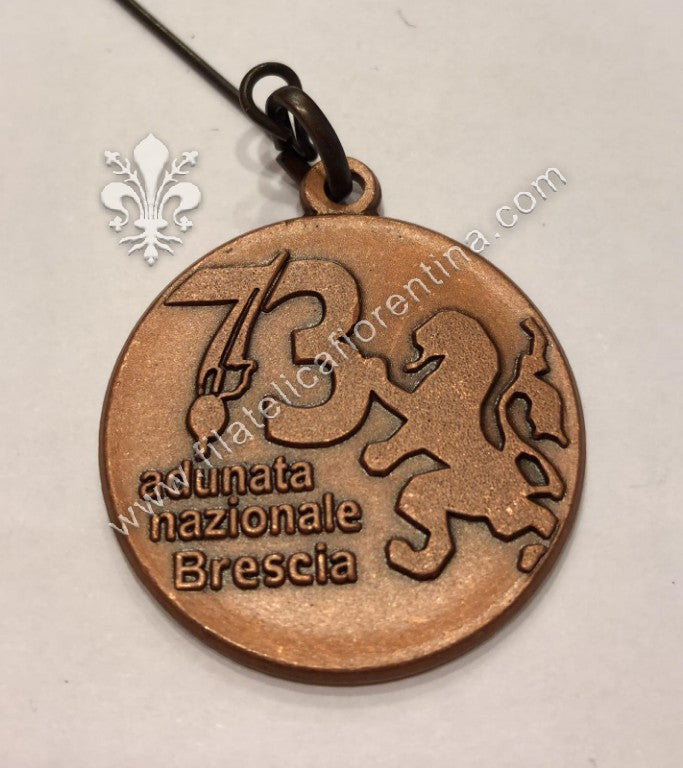 73
adunata
nazionale
Brescia
www.filatelicafiorentina.com